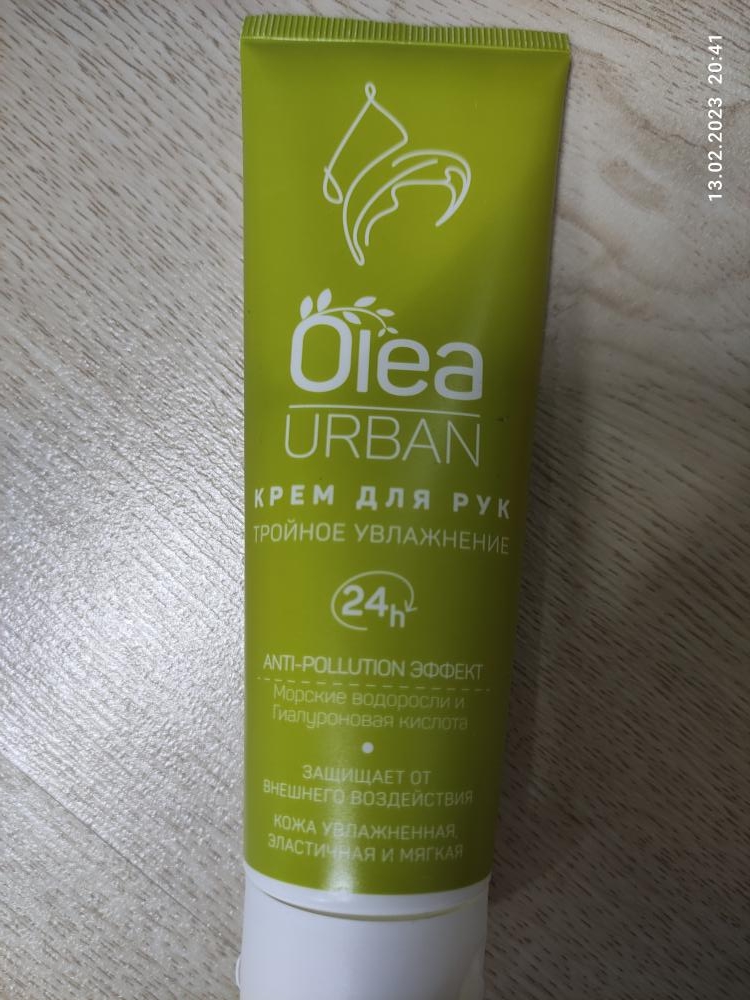 Olea
URBAN
КРЕМ ДЛЯ РУК
ТРОЙНОЕ УВЛАЖНЕНИЕ
24h
ANTI-POLLUTION ЭФФЕКТ
Морские водоросли и
Гиалуроновая кислота
ЗАЩИЩАЕТ ОТ
ВНЕШНЕГО ВОЗДЕЙСТВИЯ
КОЖА УВЛАЖНЕННАЯ,
ЭЛАСТИЧНАЯ И МЯГКАЯ
13.02.2023 20:41